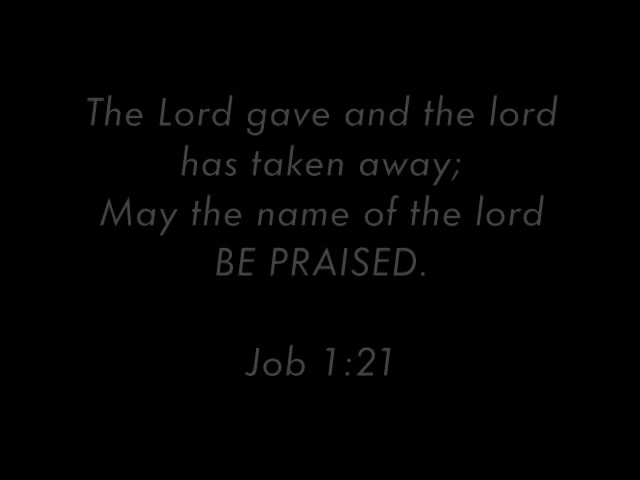 The Lord gave and the lord
has taken away;
May the name of the lord
BE PRAISED.
Job 1:21